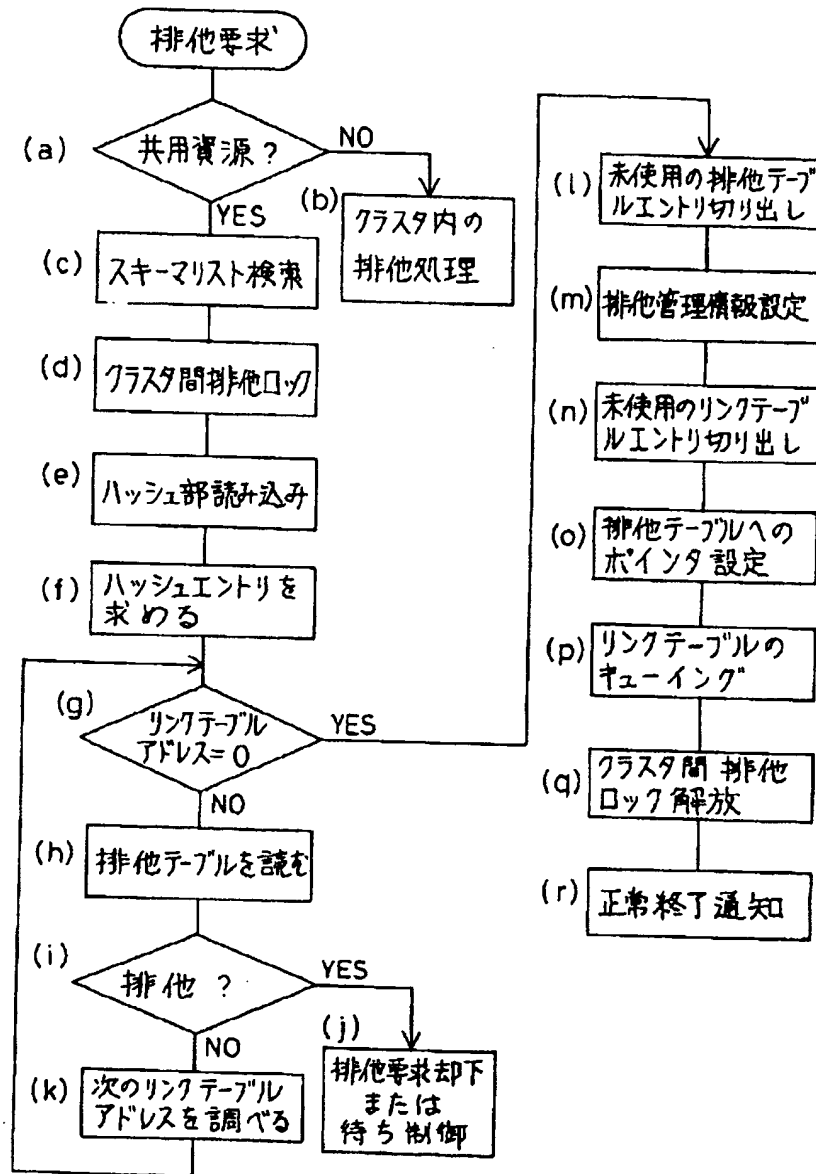 排他要求
(a)
共用資源?
NO
YES
(b)
クラスタ内の
排他処理
(c)
スキーマリスト検索
(d)
クラスタ間排他ロック
(e)
ハッシュ部読み込み
(f)
ハッシュエントリを
求める
(g)
リンクテーブル
アドレス=0
YES
NO
(h)
排他テーブルを読む
(i)
排他?
YES
NO
(j)
排他要求却下
または
待ち制御
(k)
次のリンクテーブル
アドレスを調べる
(l)
未使用の排他テーブ
ルエントリ切り出し
(m)
排他管理情報設定
(n)
未使用のリンクテーブ
ルエントリ切り出し
(o)
排他テーブルへの
ポインタ設定
(p)
リンクテーブルの
キューイング
(q)
クラスタ間排他
ロック解放
(r)
正常終了通知